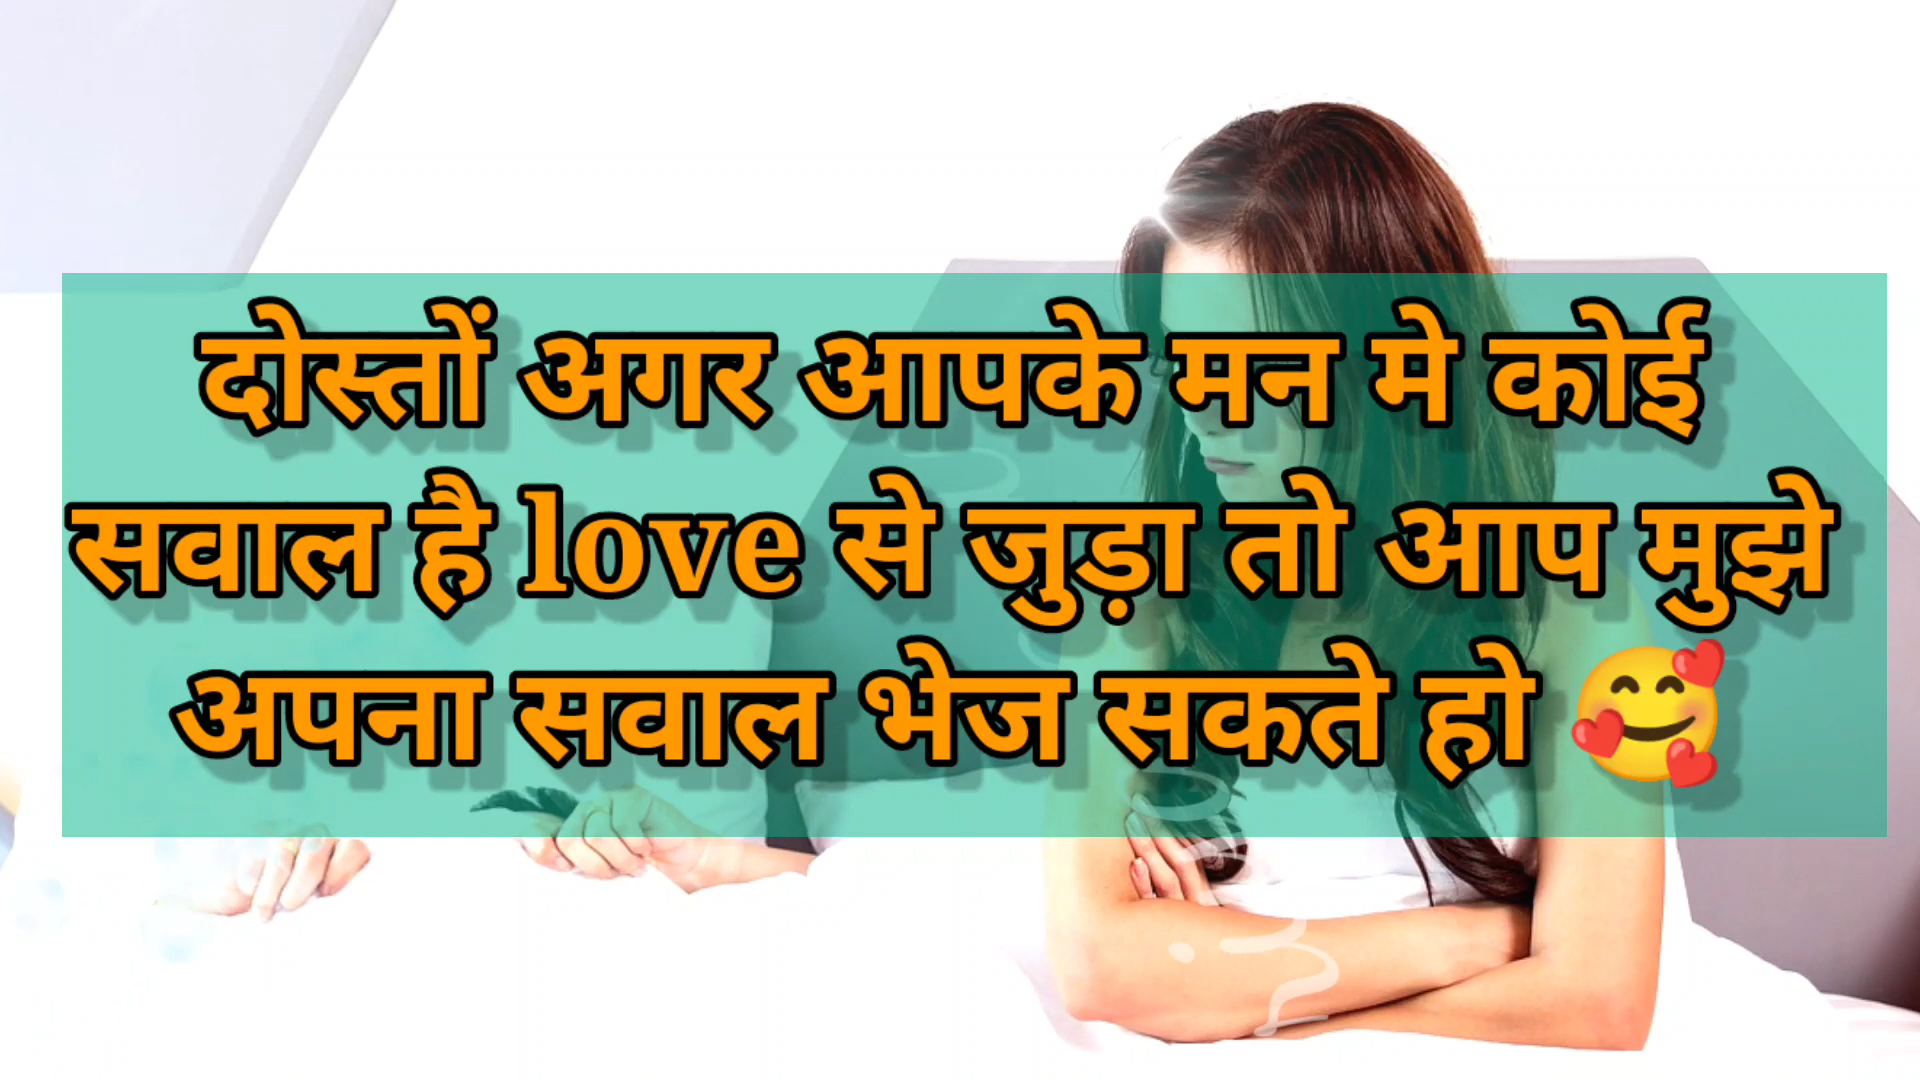 दोस्तों अगर आपके मन मे कोई
सवाल है love से जुड़ा तो आप मुझे
अपना सवाल भेज सकते हो 🥰